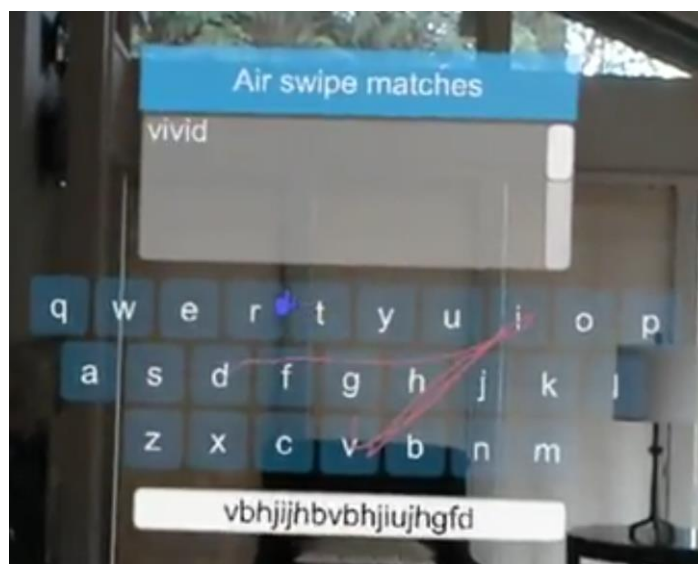 Air swipe matches
vivid
q w e r t y u i o p
a s d f g h j k l
z x c v b n m
vbhjijhbvbhjiujhgfd